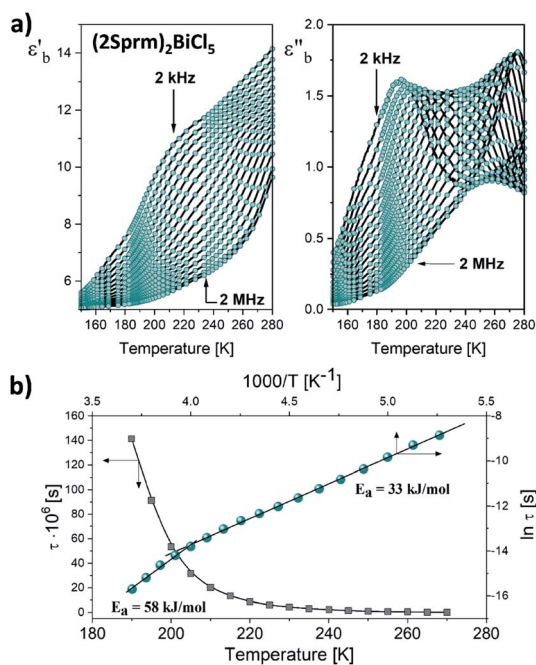 a)
(2Sprm)₂BiCl₅
ε'b
2 kHz
2 MHz
14
12
10
8
6
150 160 180 200 220 240 260 280
Temperature [K]
ε"b
2 kHz
2 MHz
2.0
1.5
1.0
0.5
0.0
150 160 180 200 220 240 260 280
Temperature [K]
b)
1000/T [K⁻¹]
3.5 4.0 4.5 5.0 5.5
160
140
120
100
80
60
40
20
0
τ · 10⁶ [s]
Ea = 33 kJ/mol
Ea = 58 kJ/mol
-8
-10
-12
-14
-16
ln τ [s]
180 200 220 240 260 280
Temperature [K]